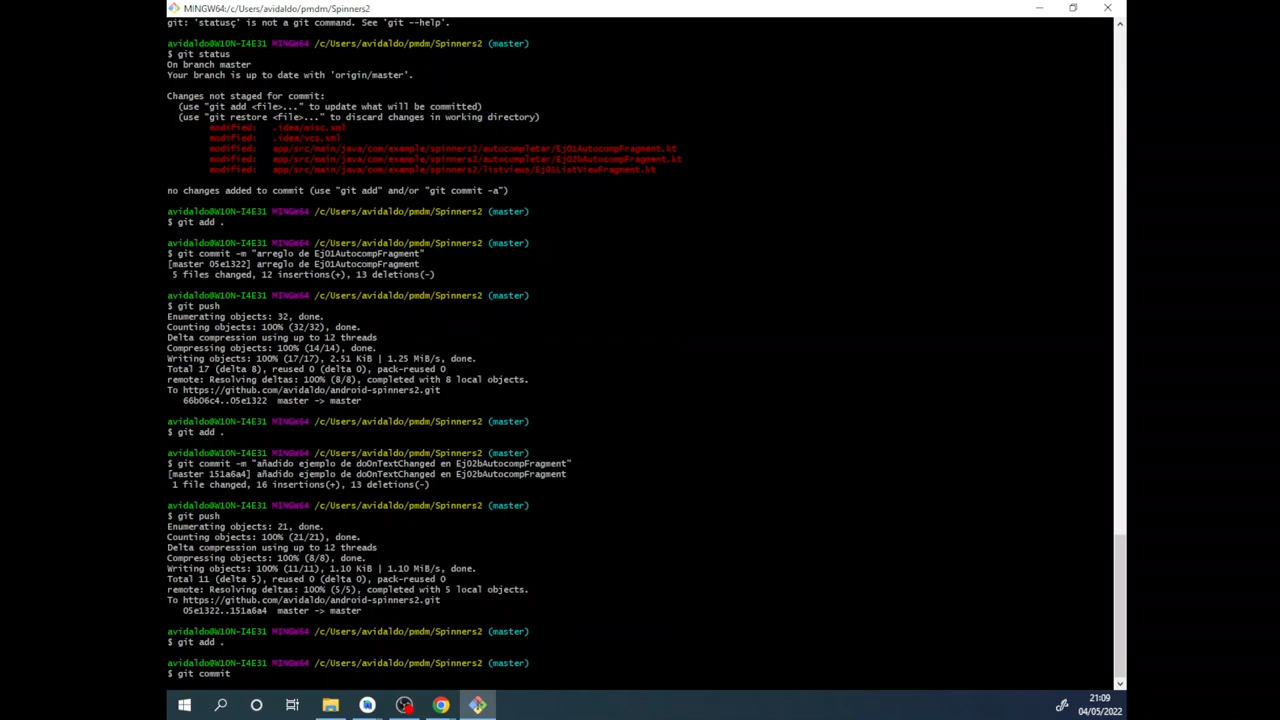 MINGW64:/c/Users/avidaldo/pmdm/Spinners2
git: 'statusç' is not a git command. See 'git --help'.
avidaldo@W10N-I4E31 MINGW64 /c/Users/avidaldo/pmdm/Spinners2 (master)
$ git status
On branch master
Your branch is up to date with 'origin/master'.
Changes not staged for commit:
(use "git add <file>..." to update what will be committed)
(use "git restore <file>..." to discard changes in working directory)
modified: .idea/misc.xml
modified: .idea/vcs.xml
modified: app/src/main/java/com/example/spinners2/autocompletar/Ej01AutocompFragment.kt
modified: app/src/main/java/com/example/spinners2/autocompletar/Ej02bAutocompFragment.kt
modified: app/src/main/java/com/example/spinners2/listviews/Ej01ListViewFragment.kt
no changes added to commit (use "git add" and/or "git commit -a")
avidaldo@W10N-I4E31 MINGW64 /c/Users/avidaldo/pmdm/Spinners2 (master)
$ git add .
avidaldo@W10N-I4E31 MINGW64 /c/Users/avidaldo/pmdm/Spinners2 (master)
$ git commit -m "arreglo de Ej01AutocompFragment"
[master 05e1322] arreglo de Ej01AutocompFragment
5 files changed, 12 insertions(+), 13 deletions(-)
avidaldo@W10N-I4E31 MINGW64 /c/Users/avidaldo/pmdm/Spinners2 (master)
$ git push
Enumerating objects: 32, done.
Counting objects: 100% (32/32), done.
Delta compression using up to 12 threads
Compressing objects: 100% (14/14), done.
Writing objects: 100% (17/17), 2.51 KiB | 1.25 MiB/s, done.
Total 17 (delta 8), reused 0 (delta 0), pack-reused 0
remote: Resolving deltas: 100% (8/8), completed with 8 local objects.
To https://github.com/avidaldo/android-spinners2.git
66b06c4..05e1322 master -> master
avidaldo@W10N-I4E31 MINGW64 /c/Users/avidaldo/pmdm/Spinners2 (master)
$ git add .
avidaldo@W10N-I4E31 MINGW64 /c/Users/avidaldo/pmdm/Spinners2 (master)
$ git commit -m "añadido ejemplo de doOnTextChanged en Ej02bAutocompFragment"
[master 151a6a4] añadido ejemplo de doOnTextChanged en Ej02bAutocompFragment
1 file changed, 16 insertions(+), 13 deletions(-)
avidaldo@W10N-I4E31 MINGW64 /c/Users/avidaldo/pmdm/Spinners2 (master)
$ git push
Enumerating objects: 21, done.
Counting objects: 100% (21/21), done.
Delta compression using up to 12 threads
Compressing objects: 100% (8/8), done.
Writing objects: 100% (11/11), 1.10 KiB | 1.10 MiB/s, done.
Total 11 (delta 5), reused 0 (delta 0), pack-reused 0
remote: Resolving deltas: 100% (5/5), completed with 5 local objects.
To https://github.com/avidaldo/android-spinners2.git
05e1322..151a6a4 master -> master
avidaldo@W10N-I4E31 MINGW64 /c/Users/avidaldo/pmdm/Spinners2 (master)
$ git add .
avidaldo@W10N-I4E31 MINGW64 /c/Users/avidaldo/pmdm/Spinners2 (master)
$ git commit
21:09
04/05/2022